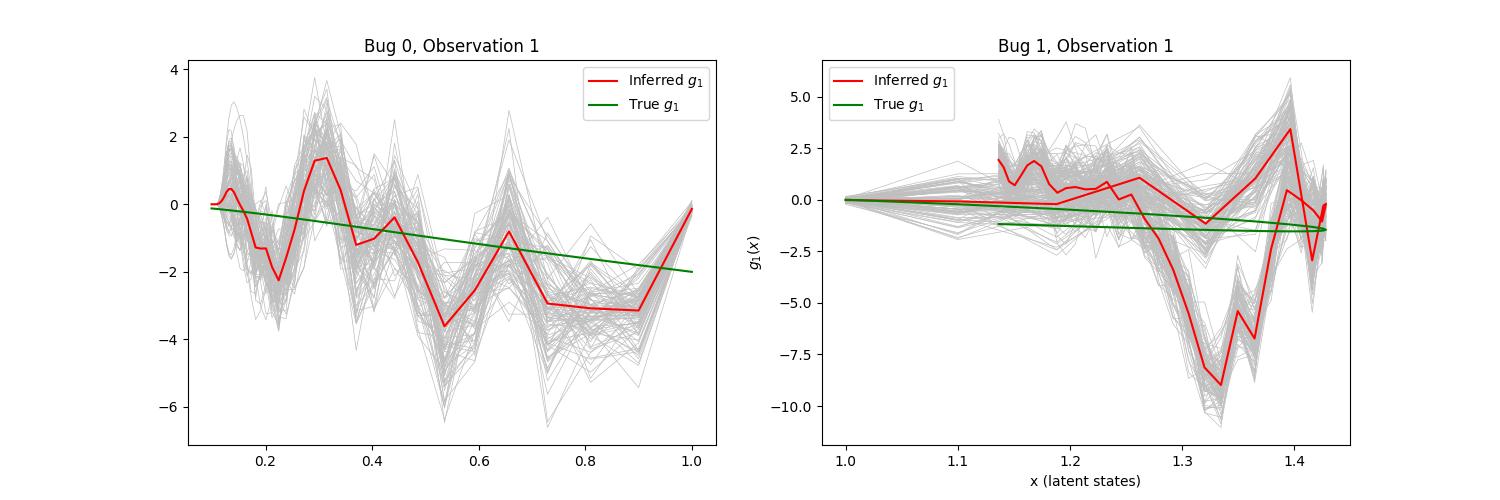 Bug 0, Observation 1
Inferred g₁
True g₁
4
2
0
−2
−4
−6
0.2 0.4 0.6 0.8 1.0
Bug 1, Observation 1
Inferred g₁
True g₁
g₁(x)
5.0
2.5
0.0
−2.5
−5.0
−7.5
−10.0
1.0 1.1 1.2 1.3 1.4
x (latent states)